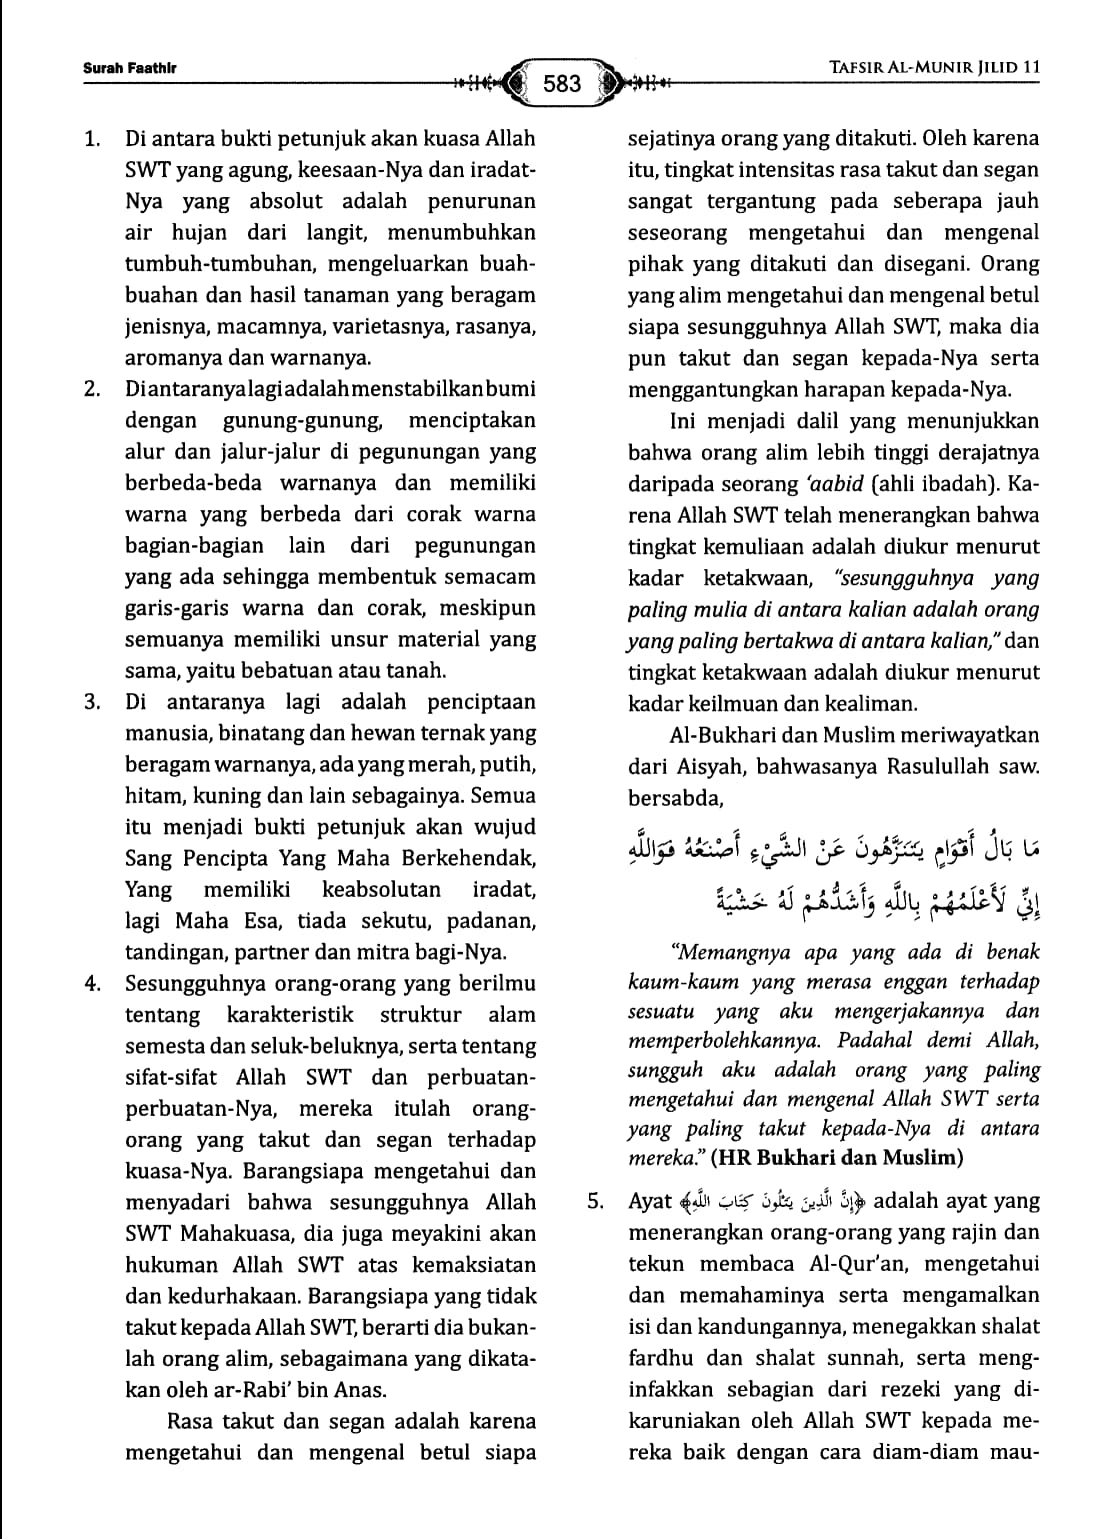 Surah Faathir
583
TAFSIR AL-MUNIR JILID 11
1. Di antara bukti petunjuk akan kuasa Allah
SWT yang agung, keesaan-Nya dan iradat-
Nya yang absolut adalah penurunan
air hujan dari langit, menumbuhkan
tumbuh-tumbuhan, mengeluarkan buah-
buahan dan hasil tanaman yang beragam
jenisnya, macamnya, varietasnya, rasanya,
aromanya dan warnanya.
2. Di antaranya lagi adalah menstabilkan bumi
dengan gunung-gunung, menciptakan
alur dan jalur-jalur di pegunungan yang
berbeda-beda warnanya dan memiliki
warna yang berbeda dari corak warna
bagian-bagian lain dari pegunungan
yang ada sehingga membentuk semacam
garis-garis warna dan corak, meskipun
semuanya memiliki unsur material yang
sama, yaitu bebatuan atau tanah.
3. Di antaranya lagi adalah penciptaan
manusia, binatang dan hewan ternak yang
beragam warnanya, ada yang merah, putih,
hitam, kuning dan lain sebagainya. Semua
itu menjadi bukti petunjuk akan wujud
Sang Pencipta Yang Maha Berkehendak,
Yang memiliki keabsolutan iradat,
lagi Maha Esa, tiada sekutu, padanan,
tandingan, partner dan mitra bagi-Nya.
4. Sesungguhnya orang-orang yang berilmu
tentang karakteristik struktur alam
semesta dan seluk-beluknya, serta tentang
sifat-sifat Allah SWT dan perbuatan-
perbuatan-Nya, mereka itulah orang-
orang yang takut dan segan terhadap
kuasa-Nya. Barangsiapa mengetahui dan
menyadari bahwa sesungguhnya Allah
SWT Mahakuasa, dia juga meyakini akan
hukuman Allah SWT atas kemaksiatan
dan kedurhakaan. Barangsiapa yang tidak
takut kepada Allah SWT, berarti dia bukan-
lah orang alim, sebagaimana yang dikata-
kan oleh ar-Rabi' bin Anas.
Rasa takut dan segan adalah karena
mengetahui dan mengenal betul siapa
sejatinya orang yang ditakuti. Oleh karena
itu, tingkat intensitas rasa takut dan segan
sangat tergantung pada seberapa jauh
seseorang mengetahui dan mengenal
pihak yang ditakuti dan disegani. Orang
yang alim mengetahui dan mengenal betul
siapa sesungguhnya Allah SWT, maka dia
pun takut dan segan kepada-Nya serta
menggantungkan harapan kepada-Nya.
Ini menjadi dalil yang menunjukkan
bahwa orang alim lebih tinggi derajatnya
daripada seorang 'aabid (ahli ibadah). Ka-
rena Allah SWT telah menerangkan bahwa
tingkat kemuliaan adalah diukur menurut
kadar ketakwaan, "sesungguhnya yang
paling mulia di antara kalian adalah orang
yang paling bertakwa di antara kalian," dan
tingkat ketakwaan adalah diukur menurut
kadar keilmuan dan kealiman.
Al-Bukhari dan Muslim meriwayatkan
dari Aisyah, bahwasanya Rasulullah saw.
bersabda,
مَا بَالُ أَقْوَامٍ يَتَنَزَّهُونَ عَنْ الشَّيْءِ أَصْنَعُهُ فَوَاللَّهِ
إِنِّي لَأَعْلَمُهُمْ بِاللَّهِ وَأَشَدُّهُمْ لَهُ خَشْيَةً
"Memangnya apa yang ada di benak
kaum-kaum yang merasa enggan terhadap
sesuatu yang aku mengerjakannya dan
memperbolehkannya. Padahal demi Allah,
sungguh aku adalah orang yang paling
mengetahui dan mengenal Allah SWT serta
yang paling takut kepada-Nya di antara
mereka." (HR Bukhari dan Muslim)
5. Ayat ﴿إِنَّ الَّذِينَ يَتْلُونَ كِتَابَ اللَّهِ﴾ adalah ayat yang
menerangkan orang-orang yang rajin dan
tekun membaca Al-Qur'an, mengetahui
dan memahaminya serta mengamalkan
isi dan kandungannya, menegakkan shalat
fardhu dan shalat sunnah, serta meng-
infakkan sebagian dari rezeki yang di-
karuniakan oleh Allah SWT kepada me-
reka baik dengan cara diam-diam mau-